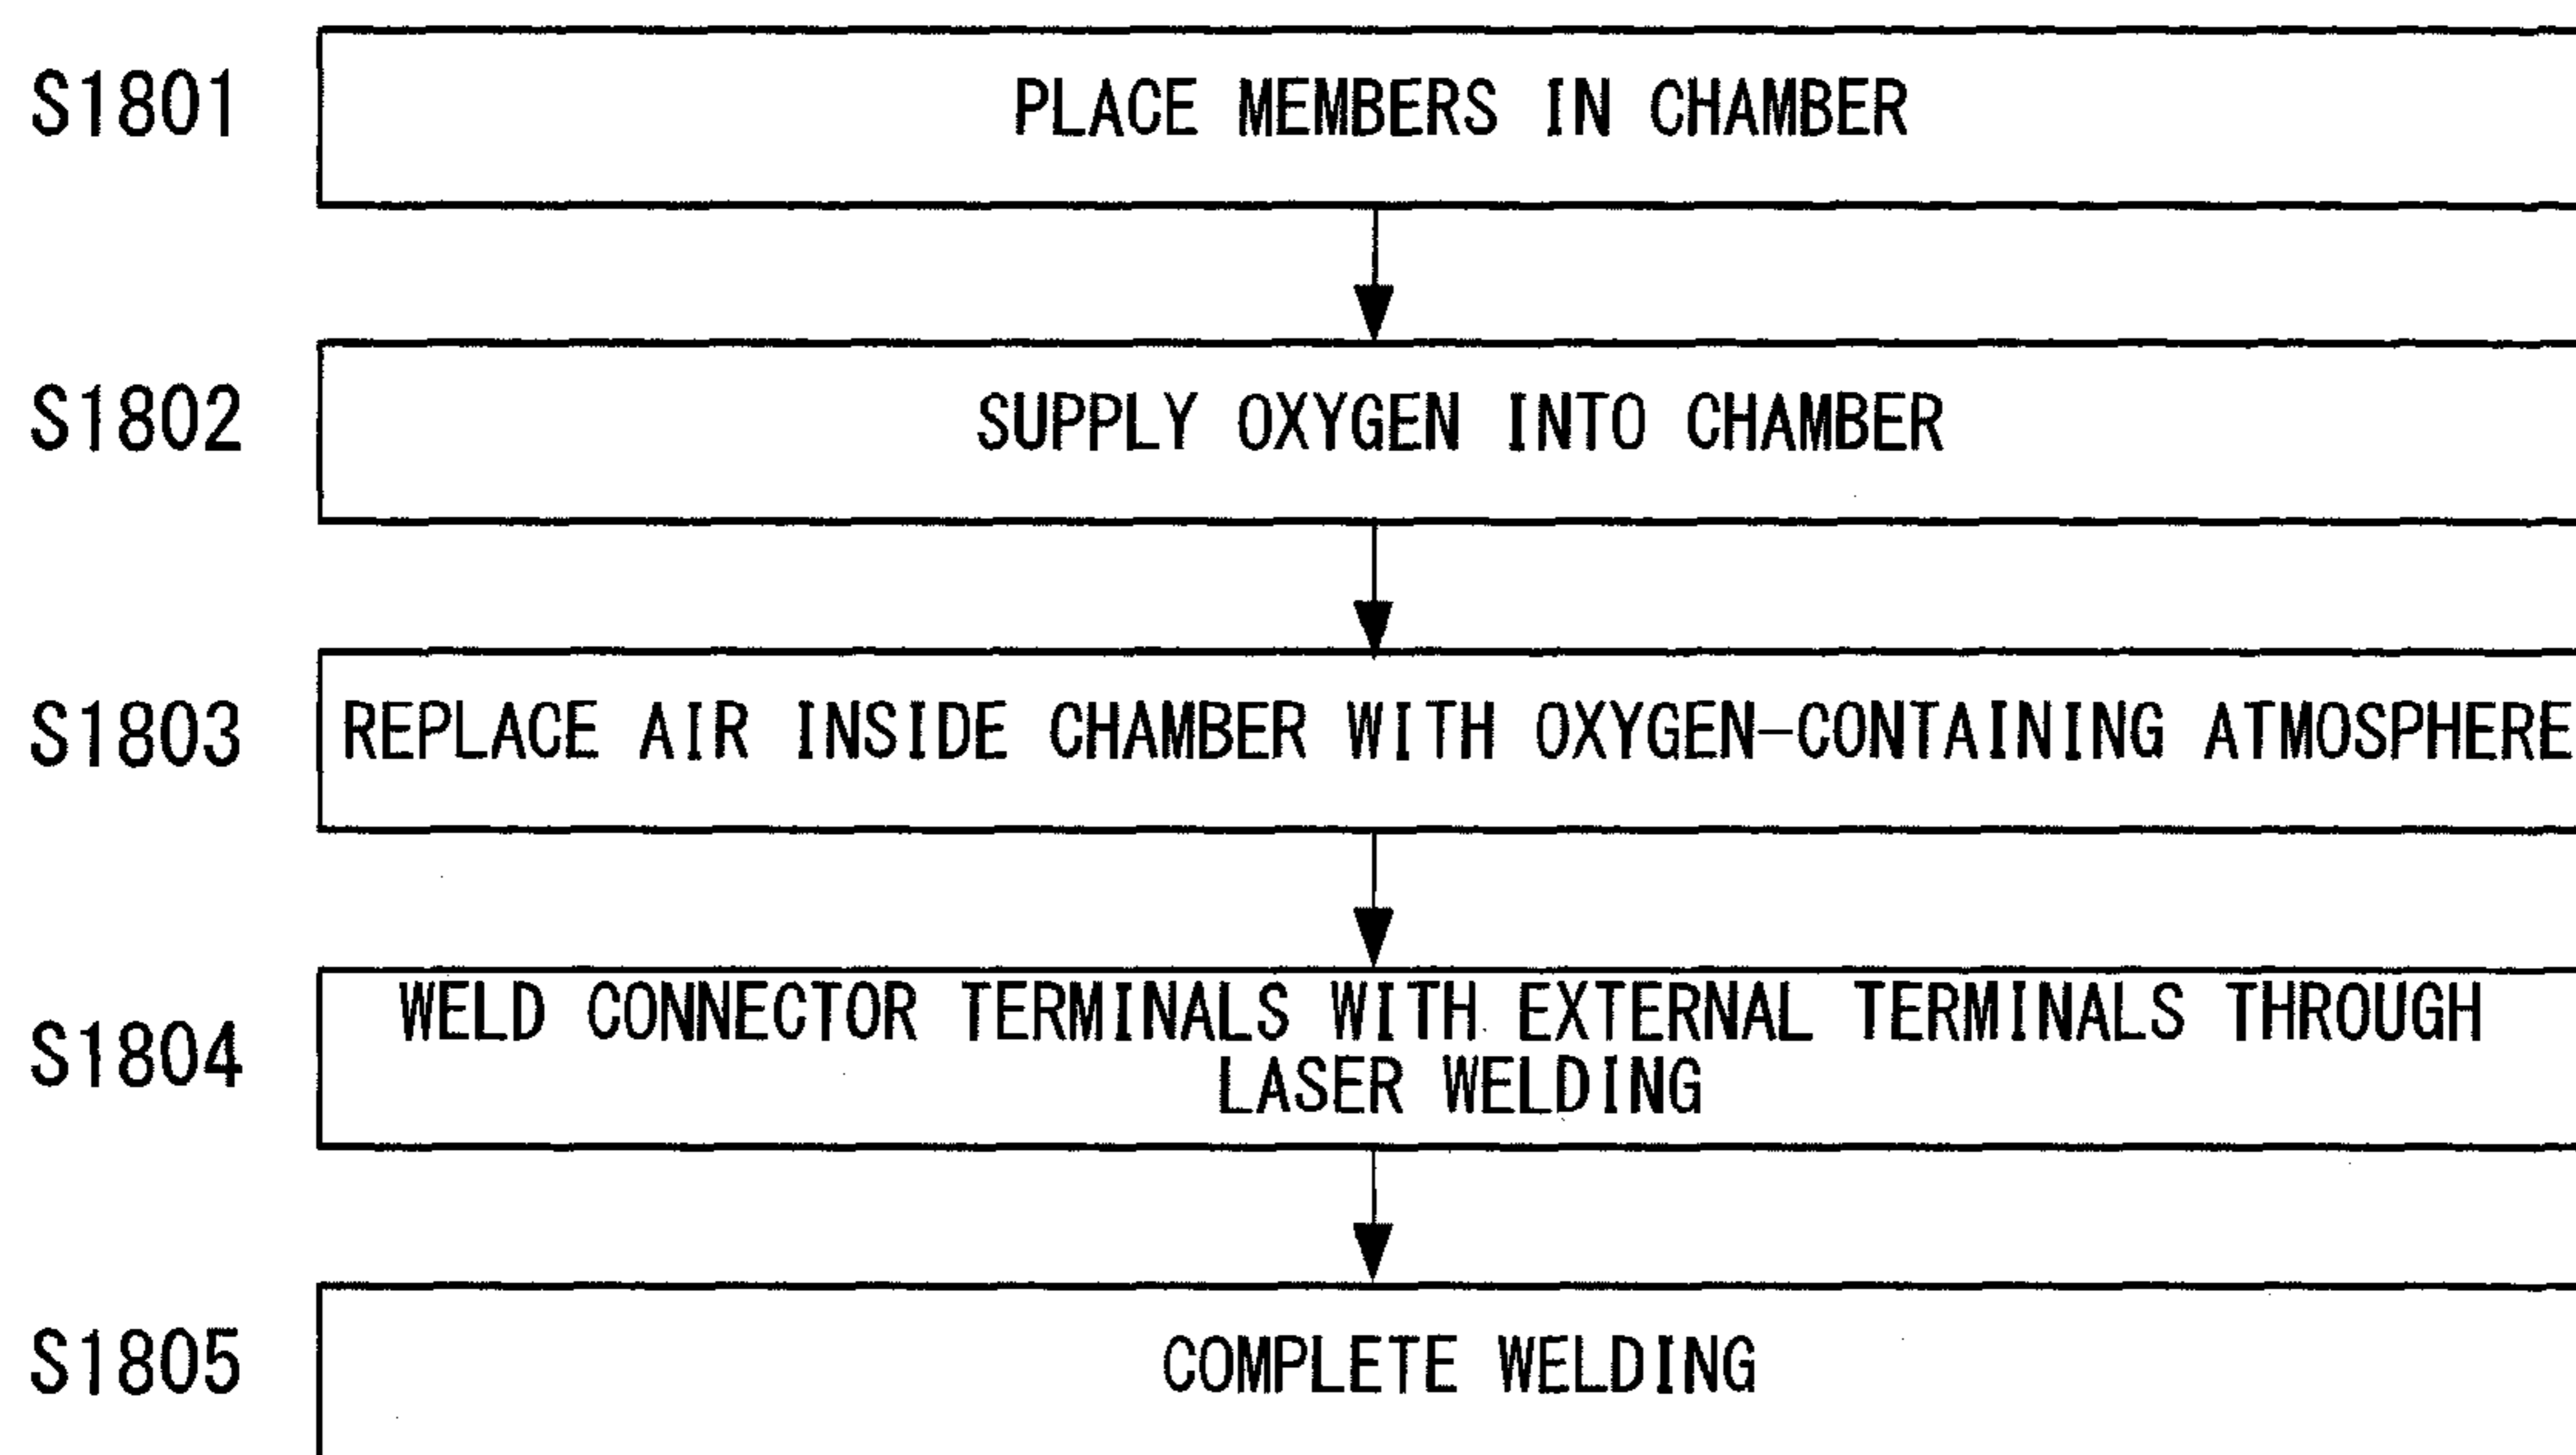 S1801 PLACE MEMBERS IN CHAMBER
S1802 SUPPLY OXYGEN INTO CHAMBER
S1803 REPLACE AIR INSIDE CHAMBER WITH OXYGEN-CONTAINING ATMOSPHERE
S1804 WELD CONNECTOR TERMINALS WITH EXTERNAL TERMINALS THROUGH
LASER WELDING
S1805 COMPLETE WELDING